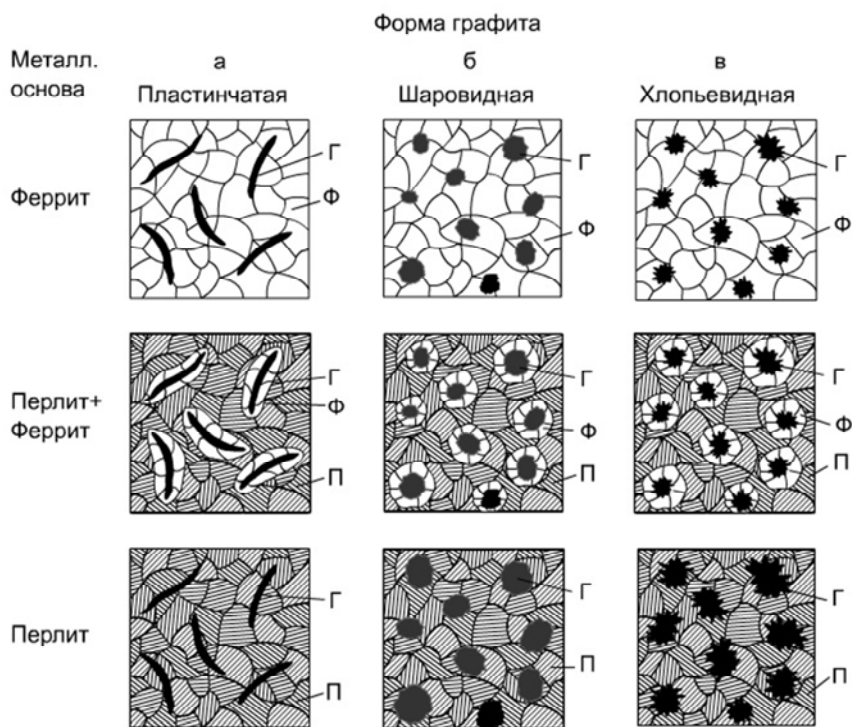 Форма графита
Металл. основа
а б в
Пластинчатая Шаровидная Хлопьевидная
Феррит
Г
Ф
Г
Ф
Г
Ф
Перлит+
Феррит
Г
Ф
П
Г
Ф
П
Г
Ф
П
Перлит
Г
П
Г
П
Г
П